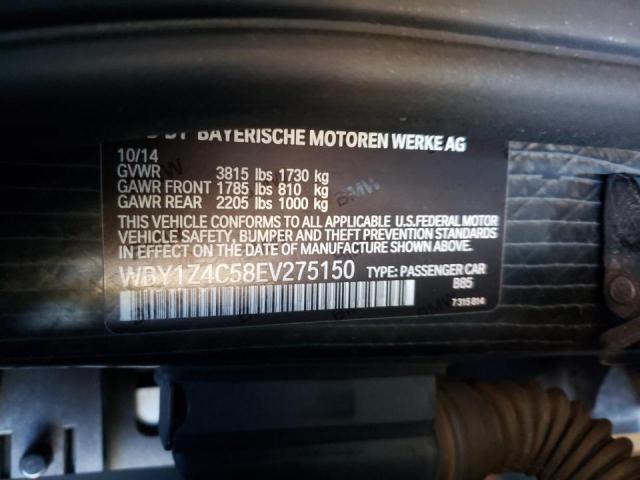 BY BAYERISCHE MOTOREN WERKE AG
10/14
GVWR 3815 lbs 1730 kg
GAWR FRONT 1785 lbs 810 kg
GAWR REAR 2205 lbs 1000 kg
THIS VEHICLE CONFORMS TO ALL APPLICABLE U.S.FEDERAL MOTOR
VEHICLE SAFETY, BUMPER AND THEFT PREVENTION STANDARDS
IN EFFECT ON THE DATE OF MANUFACTURE SHOWN ABOVE.
WBY1Z4C58EV275150 TYPE: PASSENGER CAR
B85
7315814
BMW